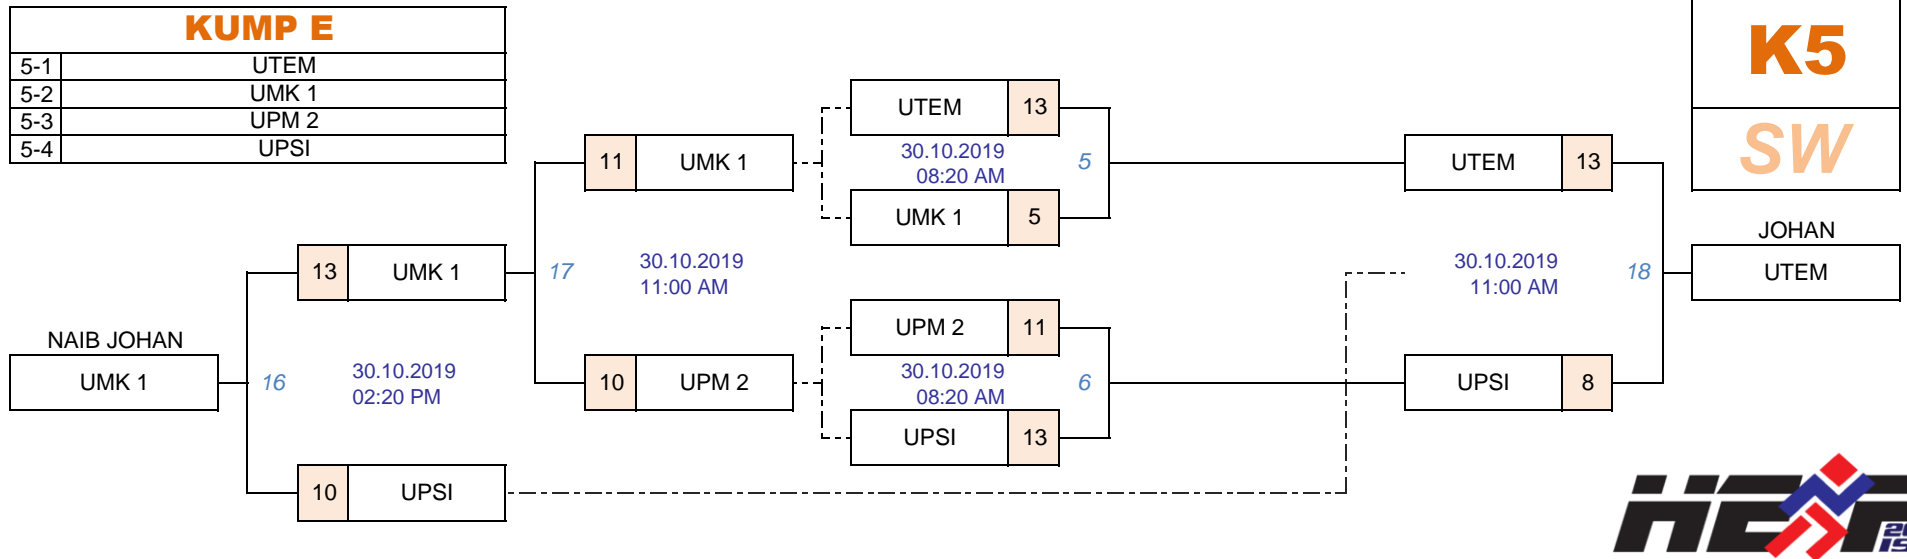 KUMP E
5-1 UTEM
5-2 UMK 1
5-3 UPM 2
5-4 UPSI
K5
SW
UTEM 13
30.10.2019
08:20 AM
5
UMK 1 5
11 UMK 1
UTEM 13
JOHAN
UTEM
13 UMK 1
17
30.10.2019
11:00 AM
30.10.2019
11:00 AM
18
UPM 2 11
30.10.2019
08:20 AM
6
UPSI 13
NAIB JOHAN
UMK 1
16
30.10.2019
02:20 PM
10 UPM 2
UPSI 8
10 UPSI